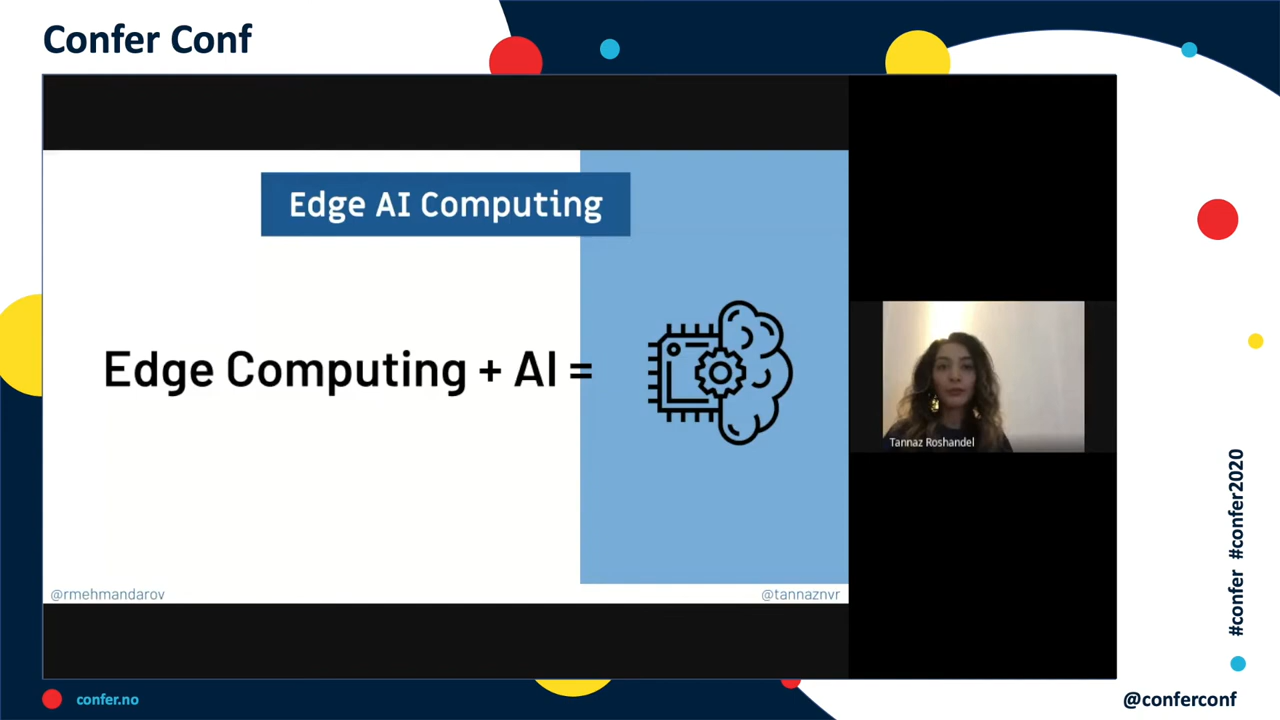 Confer Conf
Edge AI Computing
Edge Computing + AI =
Tannaz Roshandel
@rmehmandarov
@tannaznvr
#confer #confer2020
confer.no
@conferconf